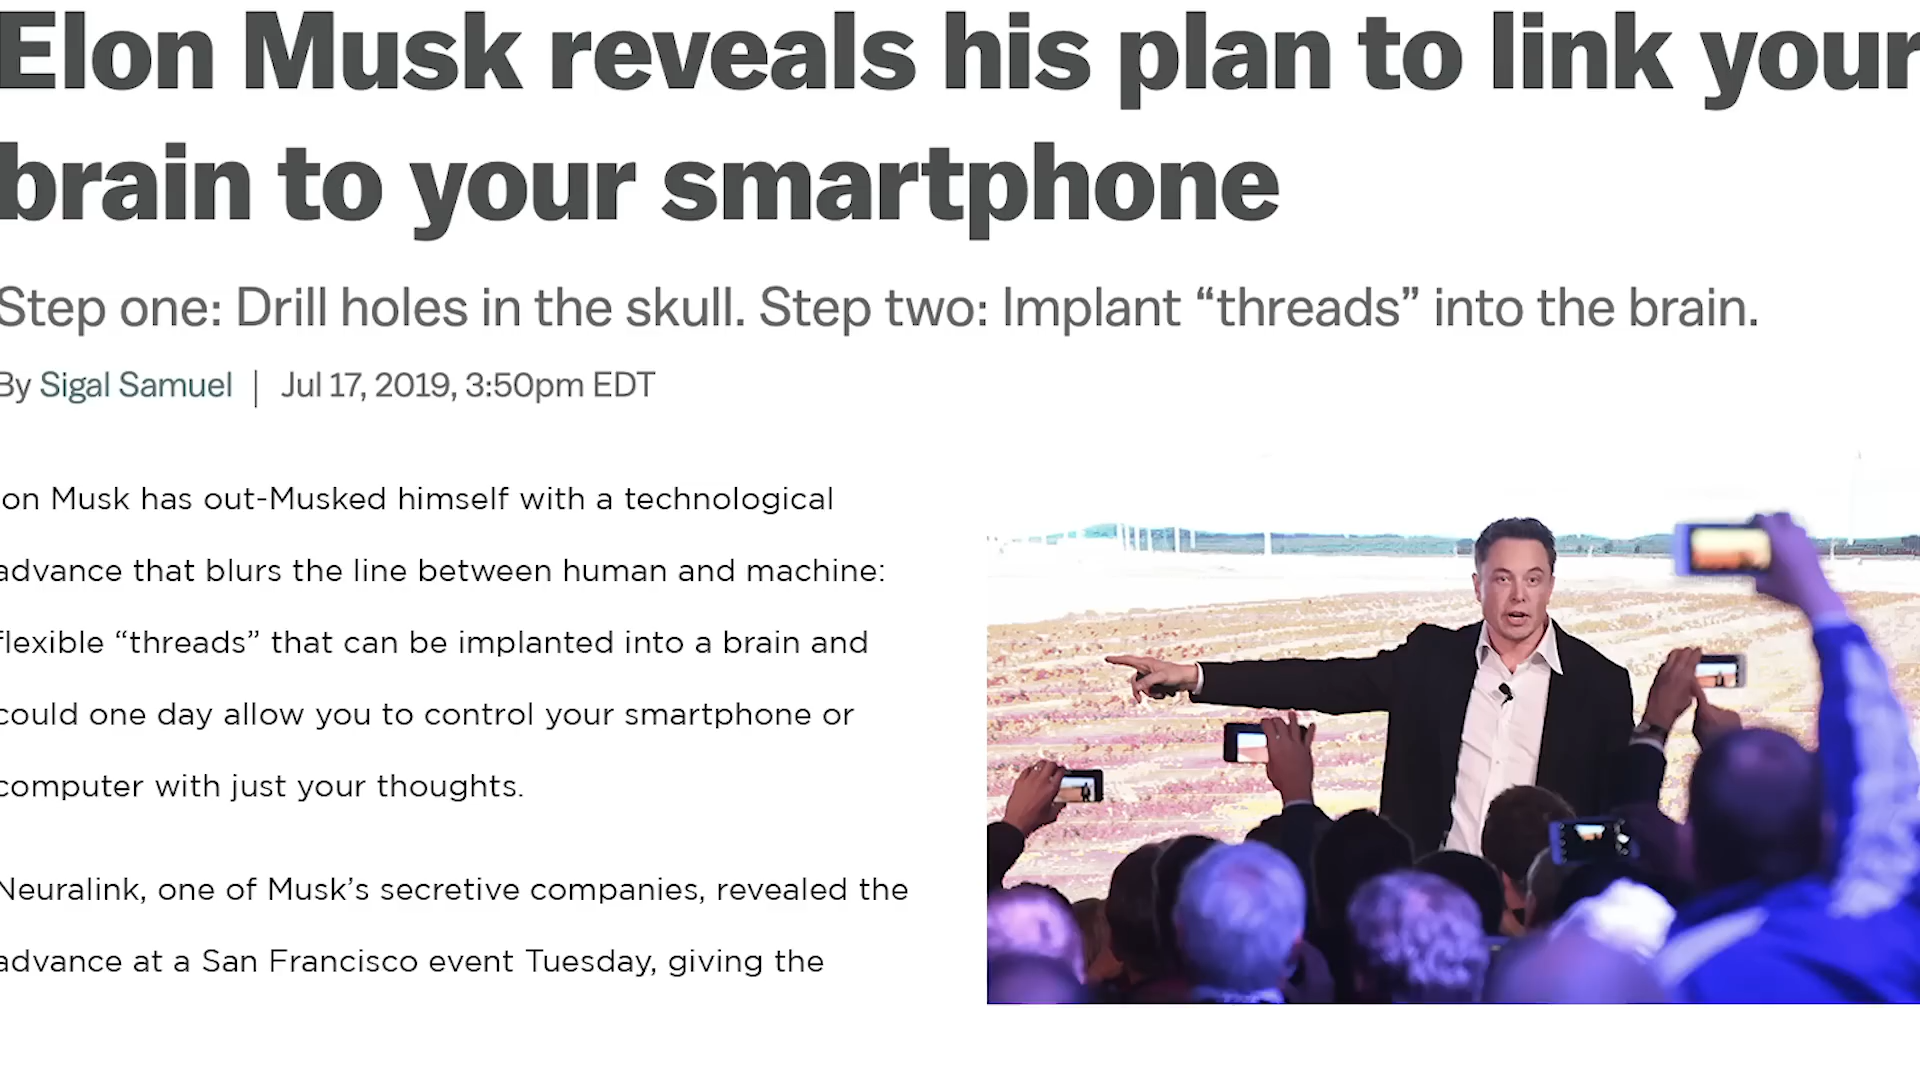 Elon Musk reveals his plan to link your
brain to your smartphone
Step one: Drill holes in the skull. Step two: Implant “threads” into the brain.
By Sigal Samuel | Jul 17, 2019, 3:50pm EDT
on Musk has out-Musked himself with a technological
advance that blurs the line between human and machine:
flexible “threads” that can be implanted into a brain and
could one day allow you to control your smartphone or
computer with just your thoughts.
Neuralink, one of Musk’s secretive companies, revealed the
advance at a San Francisco event Tuesday, giving the